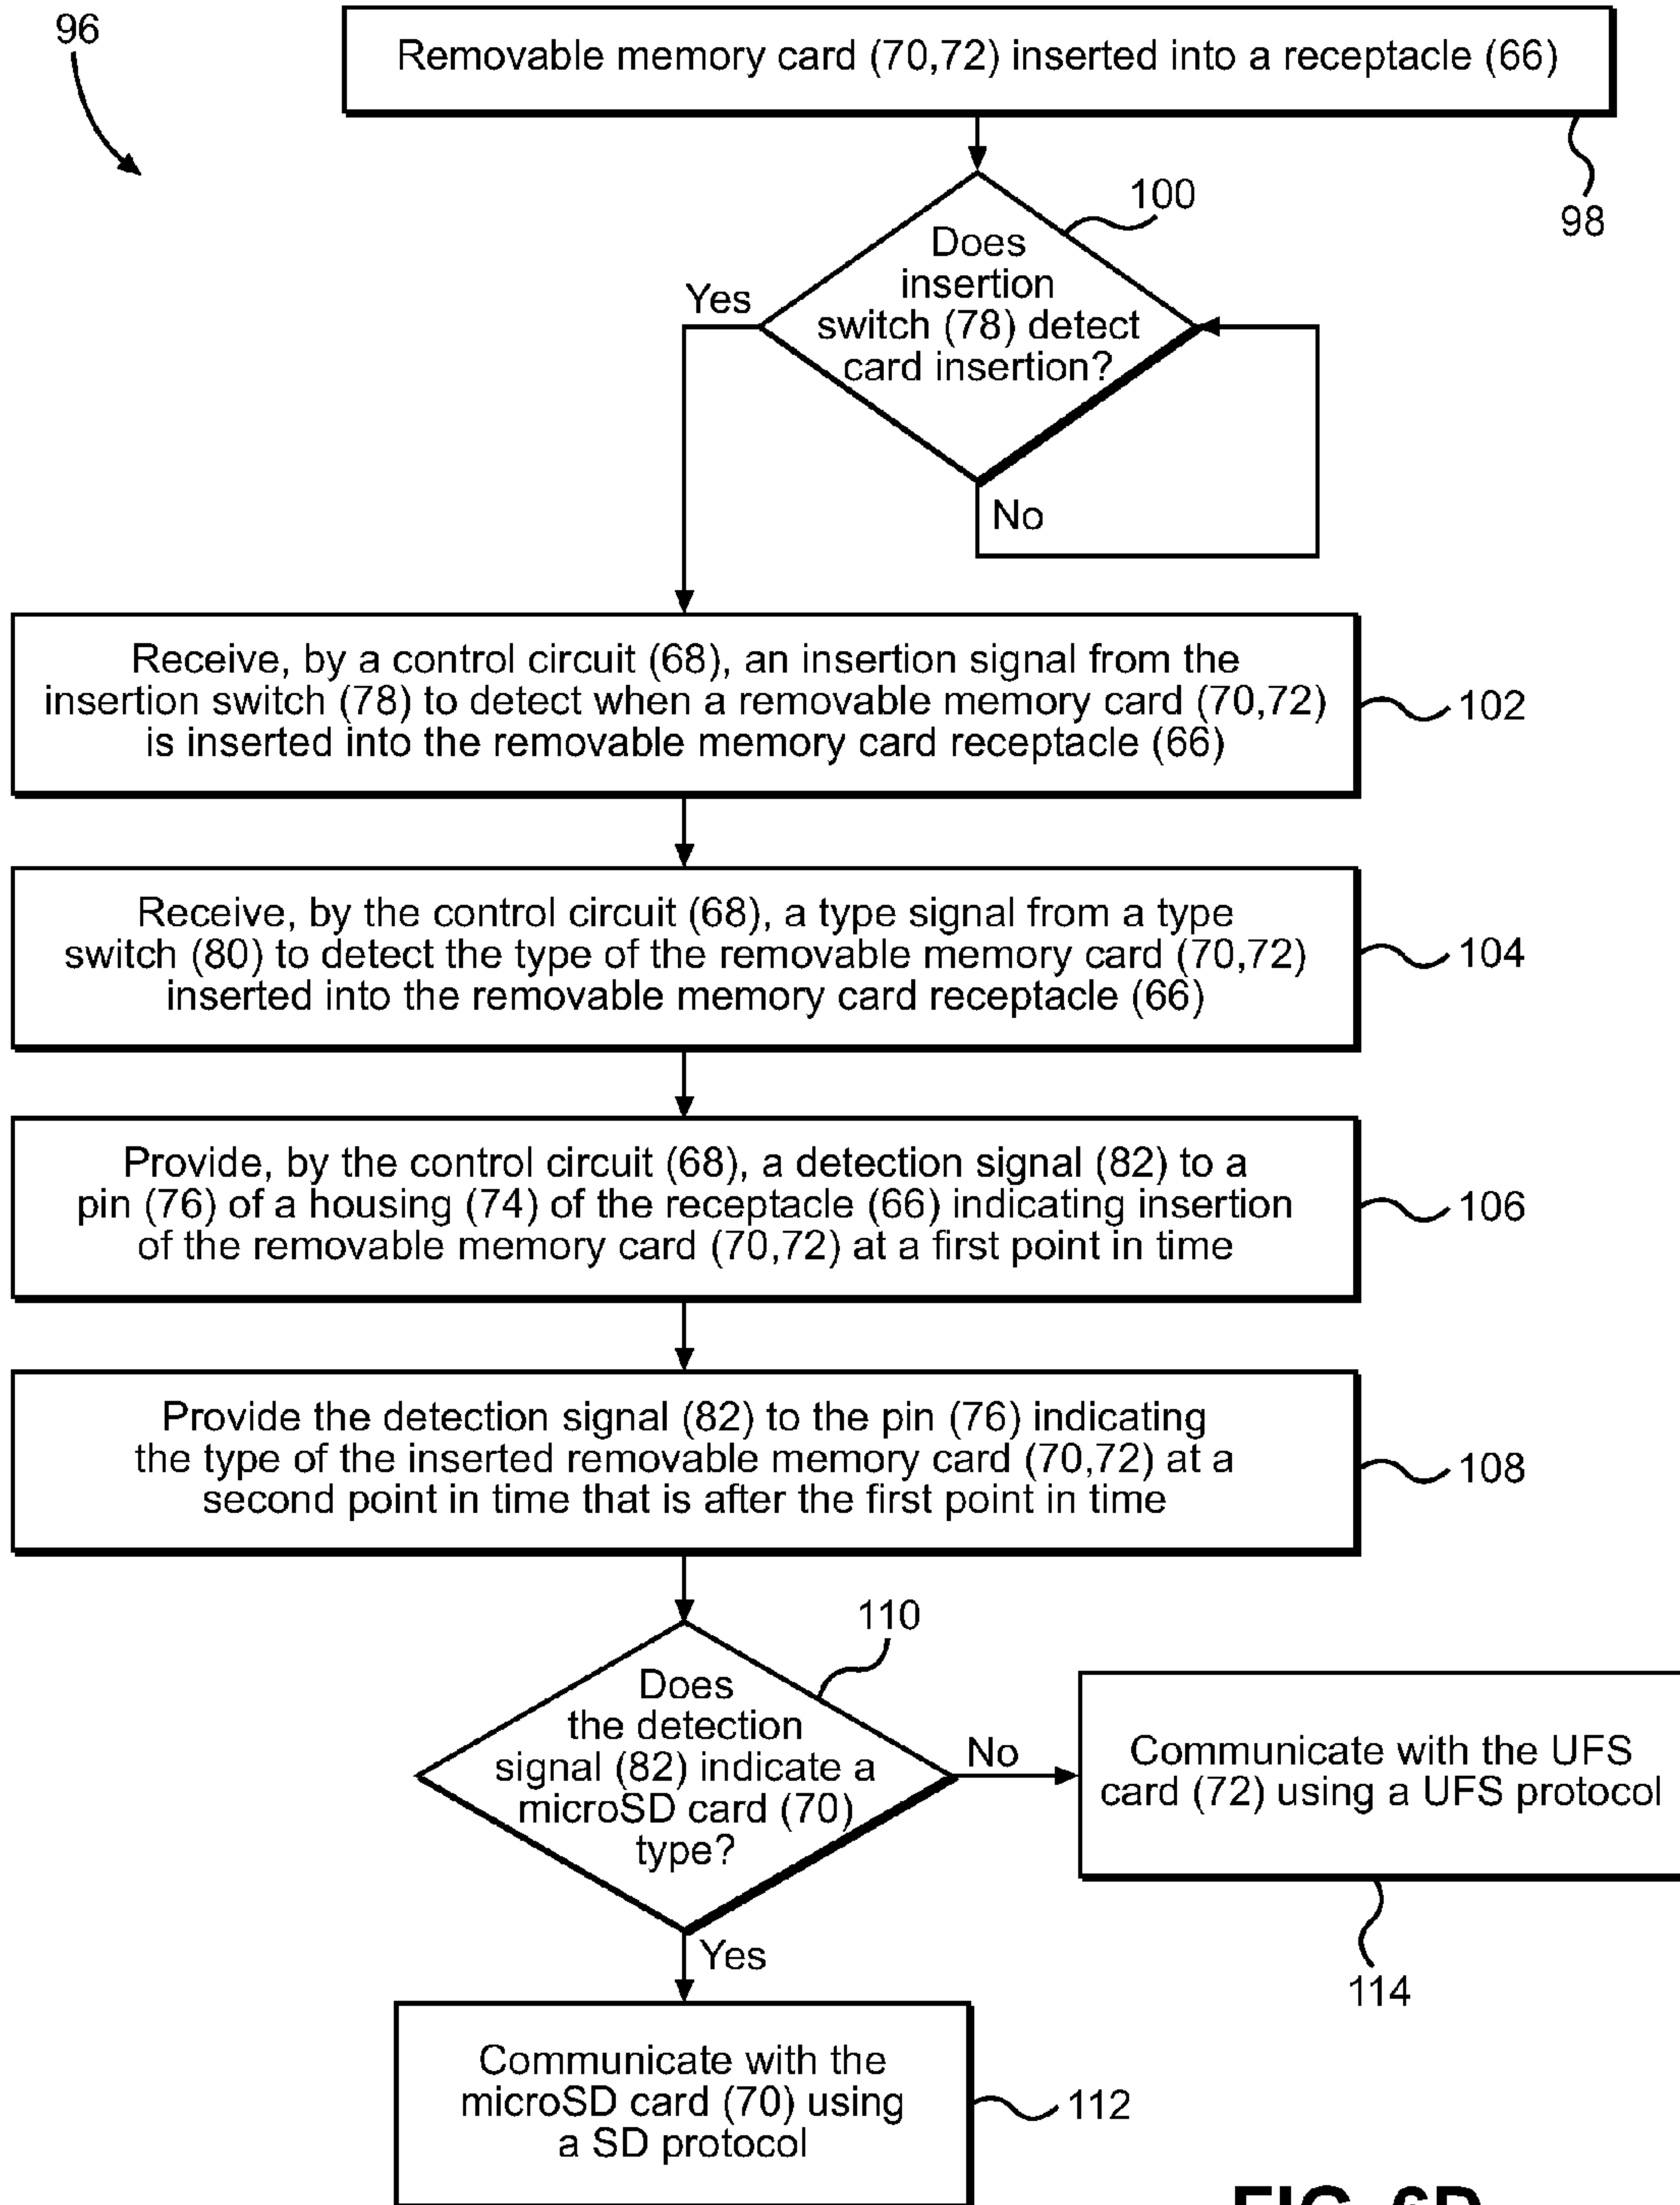 96
Removable memory card (70,72) inserted into a receptacle (66)
98
100
Does
insertion
switch (78) detect
card insertion?
Yes
No
Receive, by a control circuit (68), an insertion signal from the
insertion switch (78) to detect when a removable memory card (70,72)
is inserted into the removable memory card receptacle (66)
102
Receive, by the control circuit (68), a type signal from a type
switch (80) to detect the type of the removable memory card (70,72)
inserted into the removable memory card receptacle (66)
104
Provide, by the control circuit (68), a detection signal (82) to a
pin (76) of a housing (74) of the receptacle (66) indicating insertion
of the removable memory card (70,72) at a first point in time
106
Provide the detection signal (82) to the pin (76) indicating
the type of the inserted removable memory card (70,72) at a
second point in time that is after the first point in time
108
110
Does
the detection
signal (82) indicate a
microSD card (70)
type?
No
Communicate with the UFS
card (72) using a UFS protocol
114
Yes
Communicate with the
microSD card (70) using
a SD protocol
112